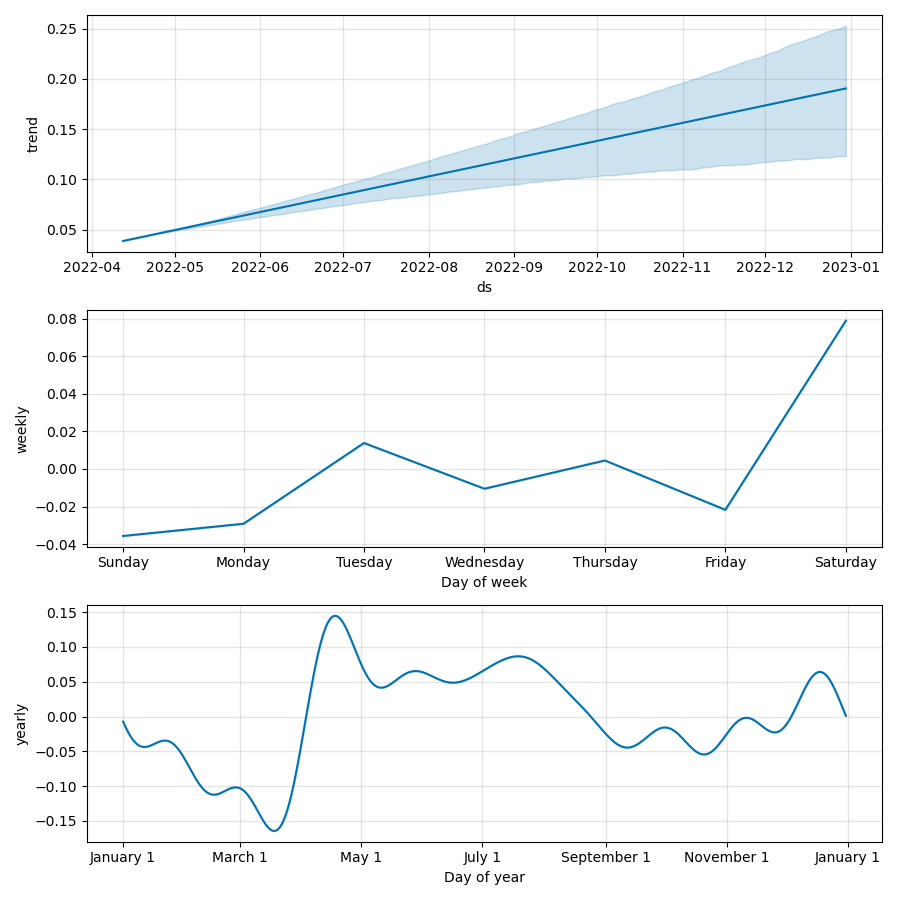 0.25
0.20
0.15
0.10
0.05
trend
2022-04 2022-05 2022-06 2022-07 2022-08 2022-09 2022-10 2022-11 2022-12 2023-01
ds
0.08
0.06
0.04
0.02
0.00
−0.02
−0.04
weekly
Sunday Monday Tuesday Wednesday Thursday Friday Saturday
Day of week
0.15
0.10
0.05
0.00
−0.05
−0.10
−0.15
yearly
January 1 March 1 May 1 July 1 September 1 November 1 January 1
Day of year